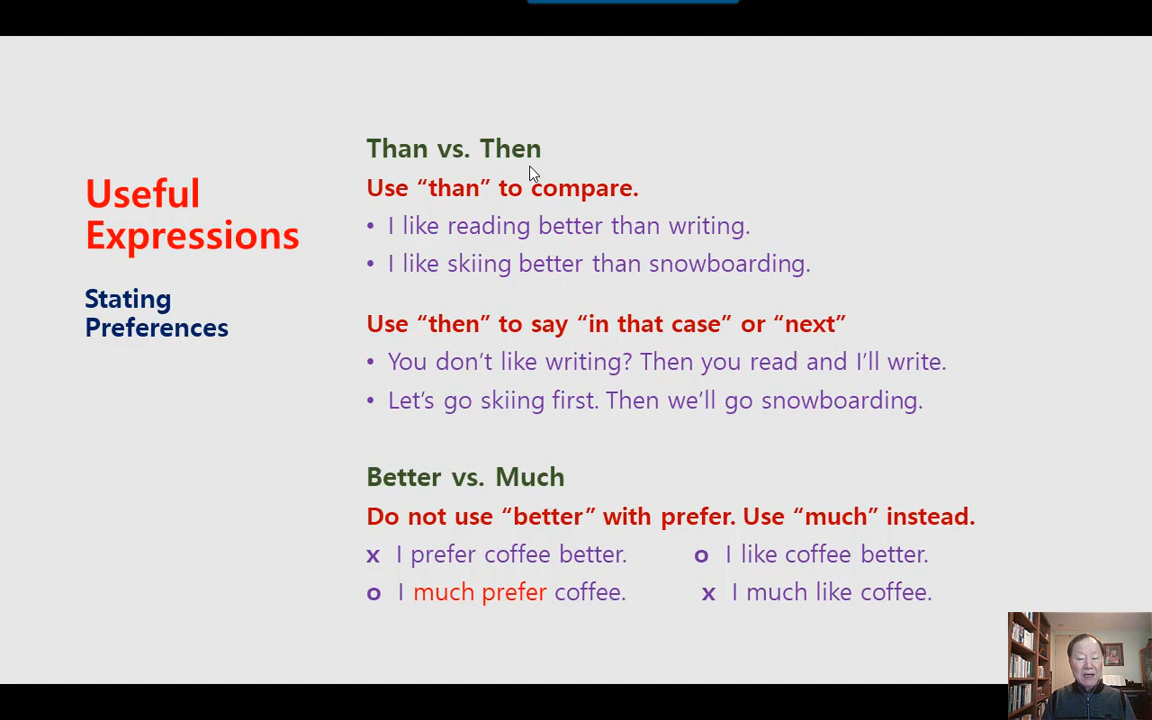 Useful
Expressions
Stating
Preferences
Than vs. Then
Use “than” to compare.
• I like reading better than writing.
• I like skiing better than snowboarding.
Use “then” to say “in that case” or “next”
• You don’t like writing? Then you read and I’ll write.
• Let’s go skiing first. Then we’ll go snowboarding.
Better vs. Much
Do not use “better” with prefer. Use “much” instead.
x I prefer coffee better. o I like coffee better.
o I much prefer coffee. x I much like coffee.